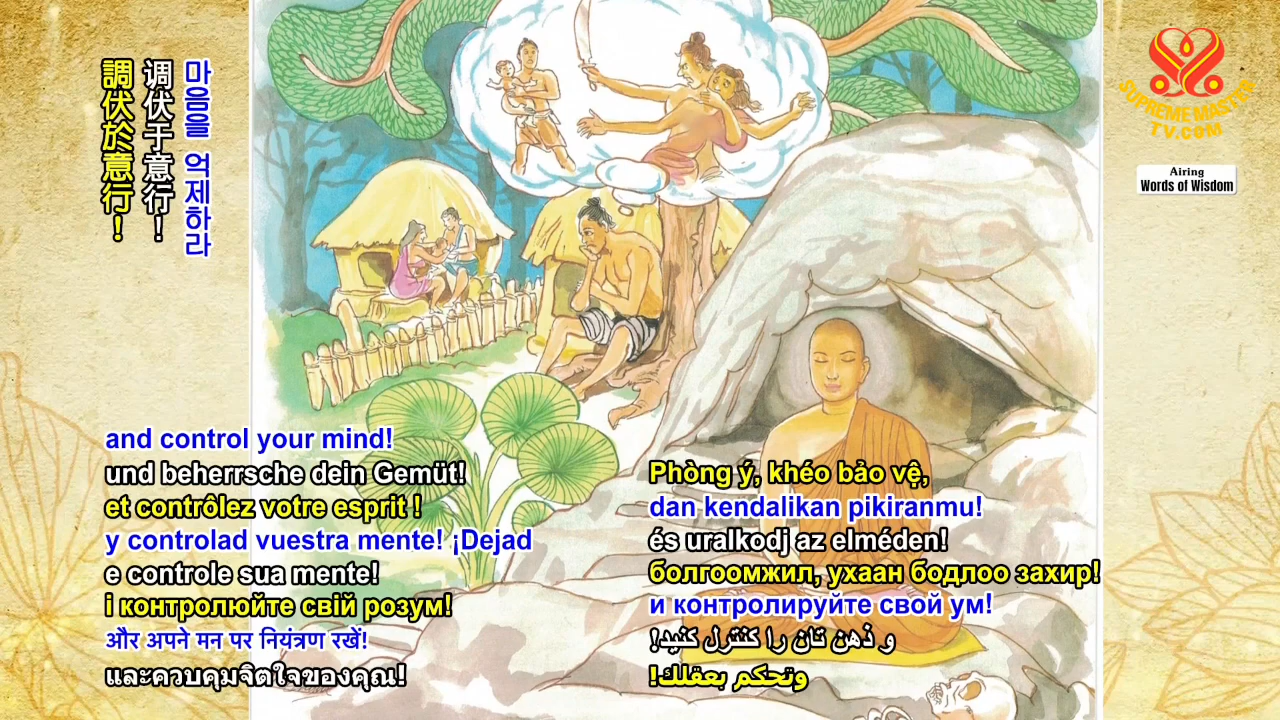 調伏於意行！
调伏于意行！
마음을 억제하라
SUPREME MASTER
TV.COM
Airing
Words of Wisdom
and control your mind!
und beherrsche dein Gemüt!
et contrôlez votre esprit !
y controlad vuestra mente! ¡Dejad
e controle sua mente!
і контролюйте свій розум!
और अपने मन पर नियंत्रण रखें!
และควบคุมจิตใจของคุณ!
Phòng ý, khéo bảo vệ,
dan kendalikan pikiranmu!
és uralkodj az elméden!
болгоомжил, ухаан бодлоо захир!
и контролируйте свой ум!
و ذهن تان را کنترل کنید!
وتحكم بعقلك!